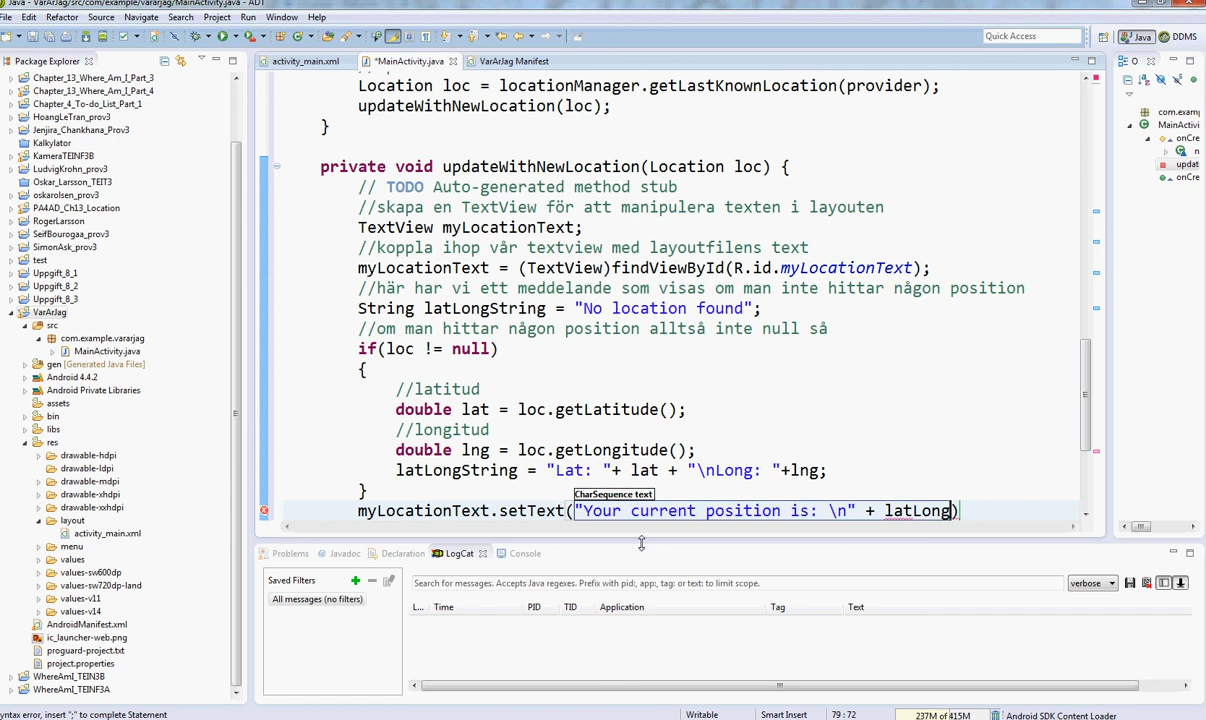 Java - VarArJag/src/com/example/vararjag/MainActivity.java - ADT
File Edit Refactor Source Navigate Search Project Run Window Help
Quick Access
Java
DDMS
Package Explorer
activity_main.xml
*MainActivity.java
VarArJag Manifest
O
Chapter_13_Where_Am_I_Part_3
Chapter_13_Where_Am_I_Part_4
Chapter_4_To-do_List_Part_1
HoangLeTran_prov3
Jenjira_Chankhana_Prov3
Kalkylator
KameraTEINF3B
LudvigKrohn_prov3
Oskar_Larsson_TEIT3
oskarolsen_prov3
PA4AD_Ch13_Location
RogerLarsson
SeifBourogaa_prov3
SimonAsk_prov3
test
Uppgift_8_1
Uppgift_8_2
Uppgift_8_3
VarArJag
src
com.example.vararjag
MainActivity.java
gen [Generated Java Files]
Android 4.4.2
Android Private Libraries
assets
bin
libs
res
drawable-hdpi
drawable-ldpi
drawable-mdpi
drawable-xhdpi
drawable-xxhdpi
layout
activity_main.xml
menu
values
values-sw600dp
values-sw720dp-land
values-v11
values-v14
AndroidManifest.xml
ic_launcher-web.png
proguard-project.txt
project.properties
WhereAmI_TEIN3B
WhereAmI_TEINF3A
Location loc = locationManager.getLastKnownLocation(provider);
updateWithNewLocation(loc);
}
private void updateWithNewLocation(Location loc) {
// TODO Auto-generated method stub
//skapa en TextView för att manipulera texten i layouten
TextView myLocationText;
//koppla ihop vår textview med layoutfilens text
myLocationText = (TextView)findViewById(R.id.myLocationText);
//här har vi ett meddelande som visas om man inte hittar någon position
String latLongString = "No location found";
//om man hittar någon position alltså inte null så
if(loc != null)
{
//latitud
double lat = loc.getLatitude();
//longitud
double lng = loc.getLongitude();
latLongString = "Lat: "+ lat + "\nLong: "+lng;
}
CharSequence text
myLocationText.setText("Your current position is: \n" + latLong)
com.examp
MainActivi
onCre
n
updat
onCre
Problems
Javadoc
Declaration
LogCat
Console
Saved Filters
All messages (no filters)
Search for messages. Accepts Java regexes. Prefix with pid:, app:, tag: or text: to limit scope.
verbose
L... Time PID TID Application Tag Text
yntax error, insert ";" to complete Statement
Writable
Smart Insert
79 : 72
237M of 415M
Android SDK Content Loader